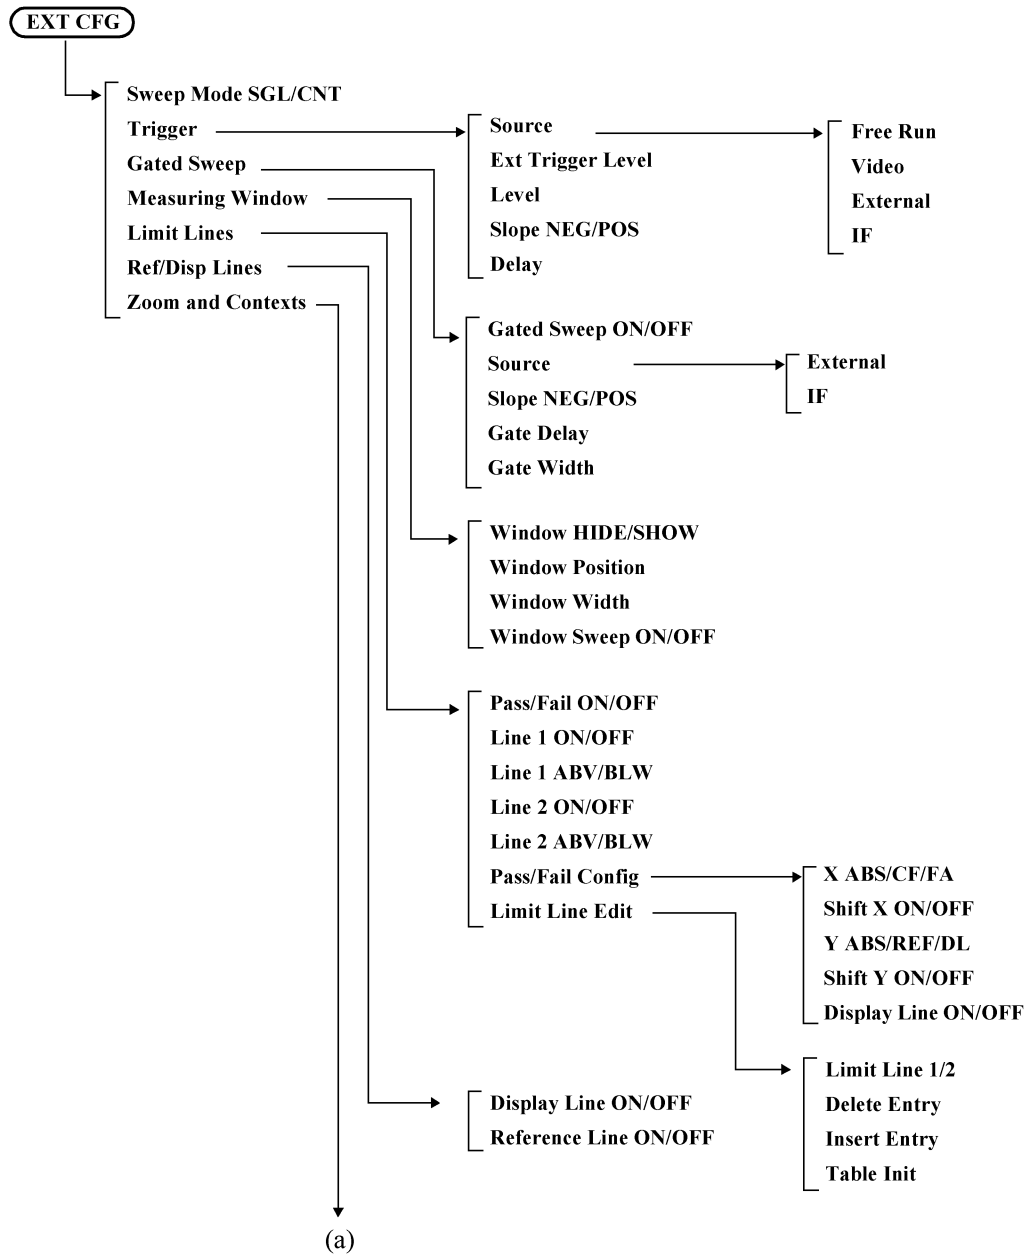 EXT CFG
Sweep Mode SGL/CNT
Trigger
Gated Sweep
Measuring Window
Limit Lines
Ref/Disp Lines
Zoom and Contexts
Source
Ext Trigger Level
Level
Slope NEG/POS
Delay
Free Run
Video
External
IF
Gated Sweep ON/OFF
Source
Slope NEG/POS
Gate Delay
Gate Width
External
IF
Window HIDE/SHOW
Window Position
Window Width
Window Sweep ON/OFF
Pass/Fail ON/OFF
Line 1 ON/OFF
Line 1 ABV/BLW
Line 2 ON/OFF
Line 2 ABV/BLW
Pass/Fail Config
Limit Line Edit
X ABS/CF/FA
Shift X ON/OFF
Y ABS/REF/DL
Shift Y ON/OFF
Display Line ON/OFF
Limit Line 1/2
Delete Entry
Insert Entry
Table Init
Display Line ON/OFF
Reference Line ON/OFF
(a)